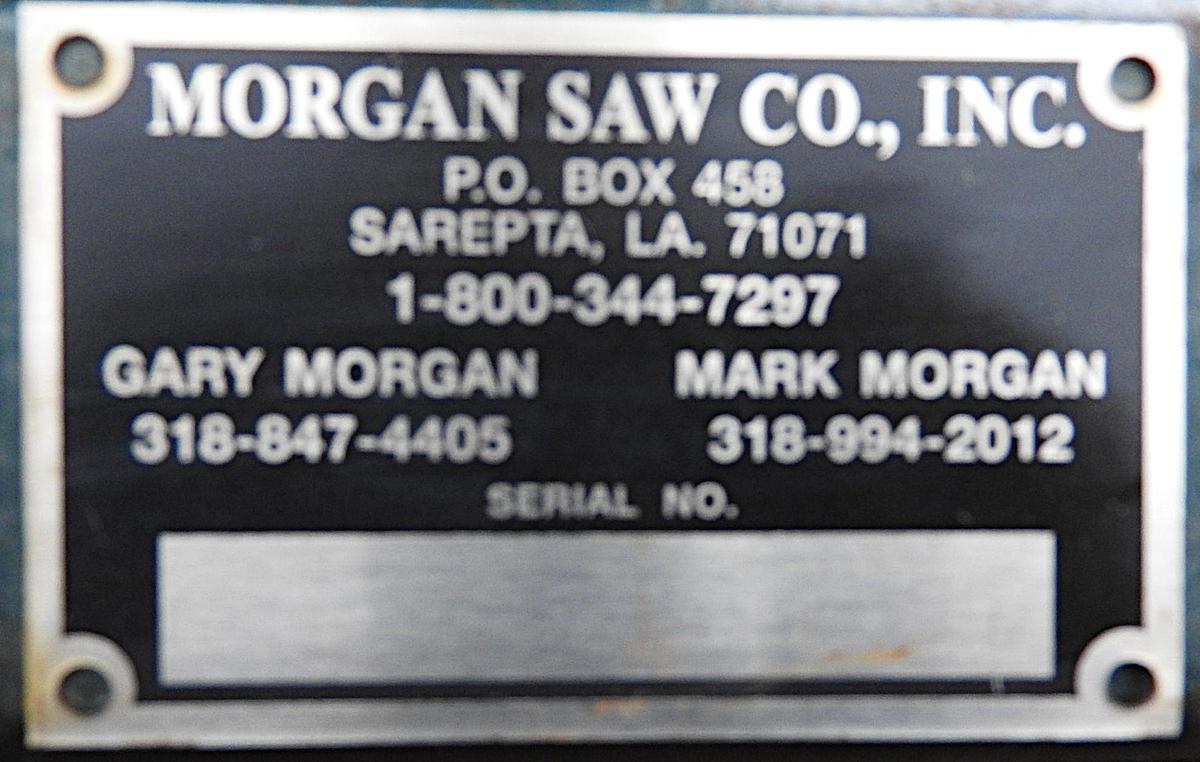 MORGAN SAW CO., INC.
P.O. BOX 458
SAREPTA, LA. 71071
1-800-344-7297
GARY MORGAN MARK MORGAN
318-847-4405 318-994-2012
SERIAL NO.